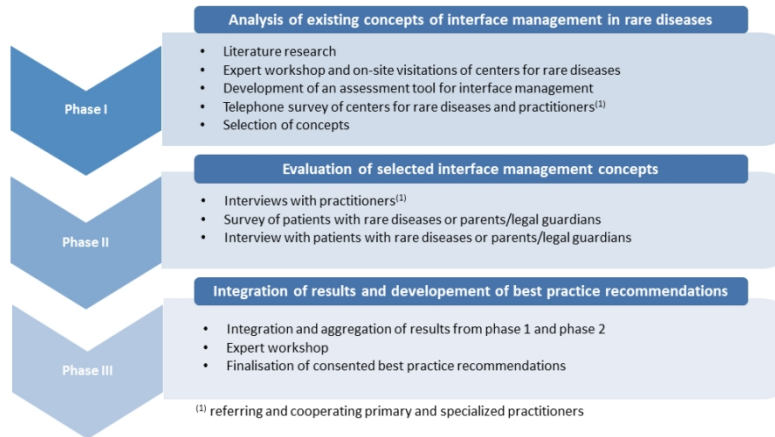 Analysis of existing concepts of interface management in rare diseases
Phase I
• Literature research
• Expert workshop and on-site visitations of centers for rare diseases
• Development of an assessment tool for interface management
• Telephone survey of centers for rare diseases and practitioners(1)
• Selection of concepts
Evaluation of selected interface management concepts
Phase II
• Interviews with practitioners(1)
• Survey of patients with rare diseases or parents/legal guardians
• Interview with patients with rare diseases or parents/legal guardians
Integration of results and developement of best practice recommendations
Phase III
• Integration and aggregation of results from phase 1 and phase 2
• Expert workshop
• Finalisation of consented best practice recommendations
(1) referring and cooperating primary and specialized practitioners